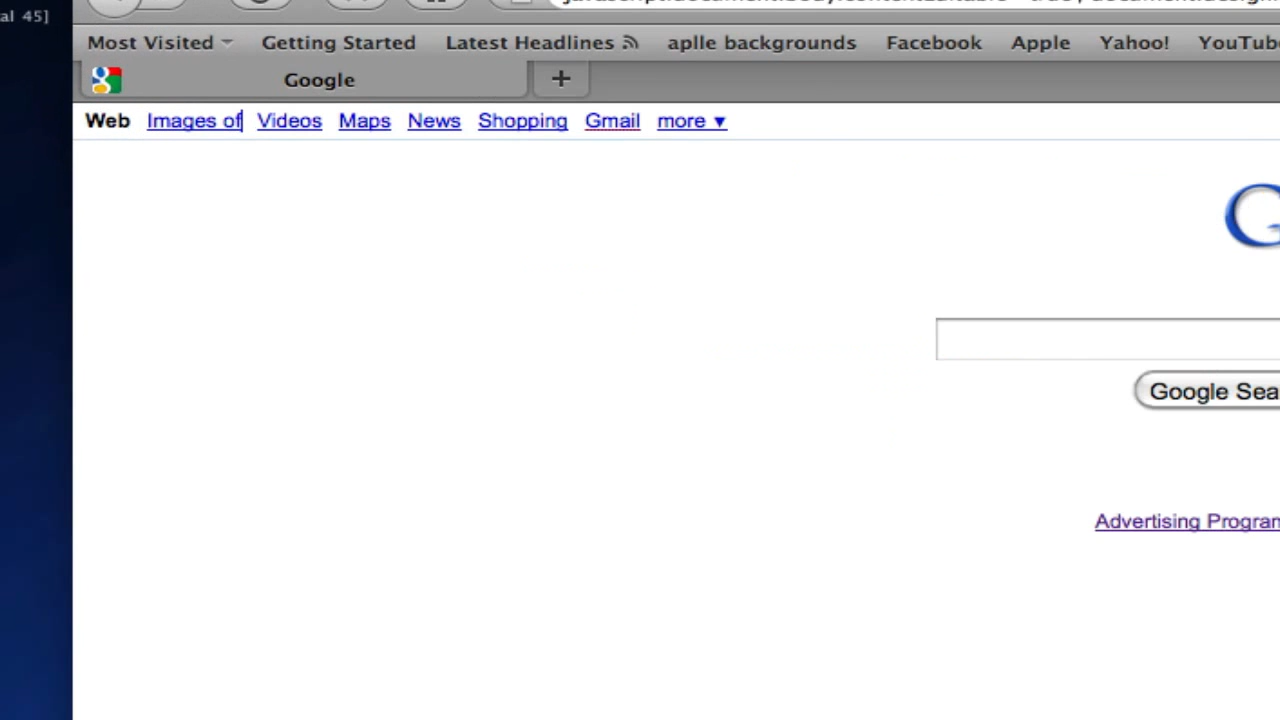 al 45]
Most Visited Getting Started Latest Headlines aplle backgrounds Facebook Apple Yahoo! YouTube
Google +
Web Images of Videos Maps News Shopping Gmail more ▼
G
Google Sea
Advertising Program